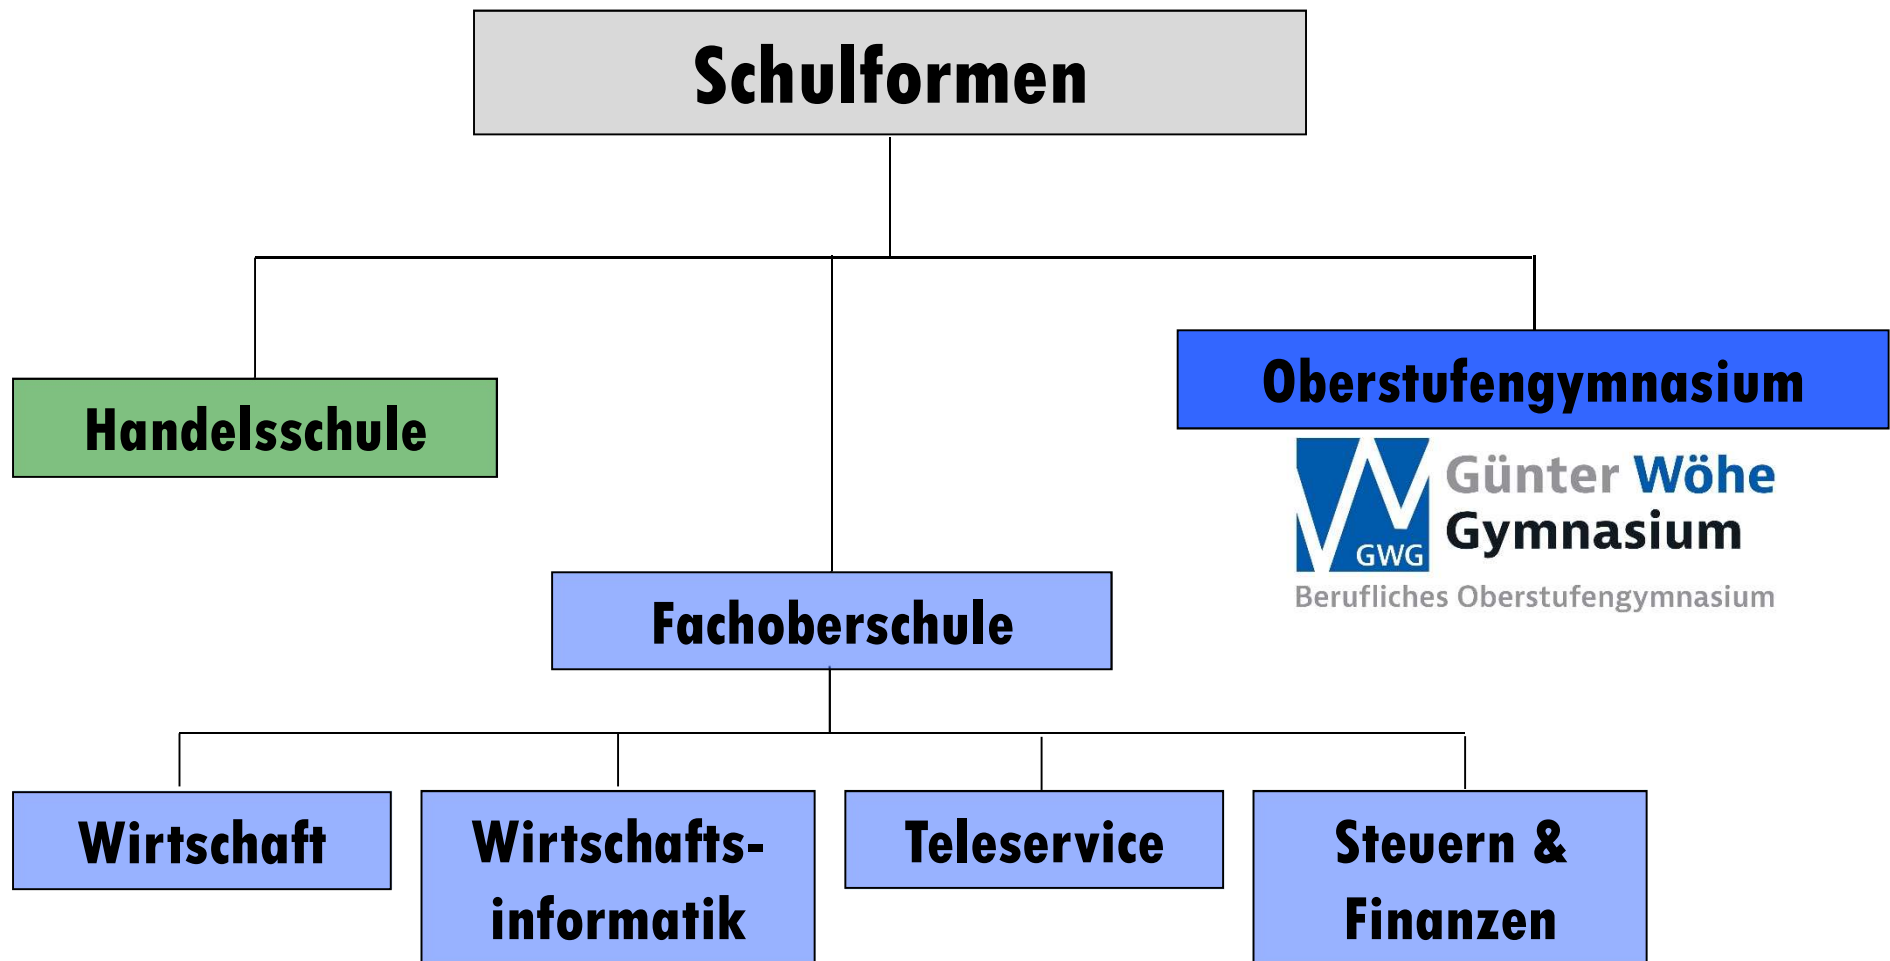 Schulformen
Oberstufengymnasium
Handelsschule
Günter Wöhe
Gymnasium
GWG
Berufliches Oberstufengymnasium
Fachoberschule
Wirtschaft
Wirtschafts-
informatik
Teleservice
Steuern &
Finanzen